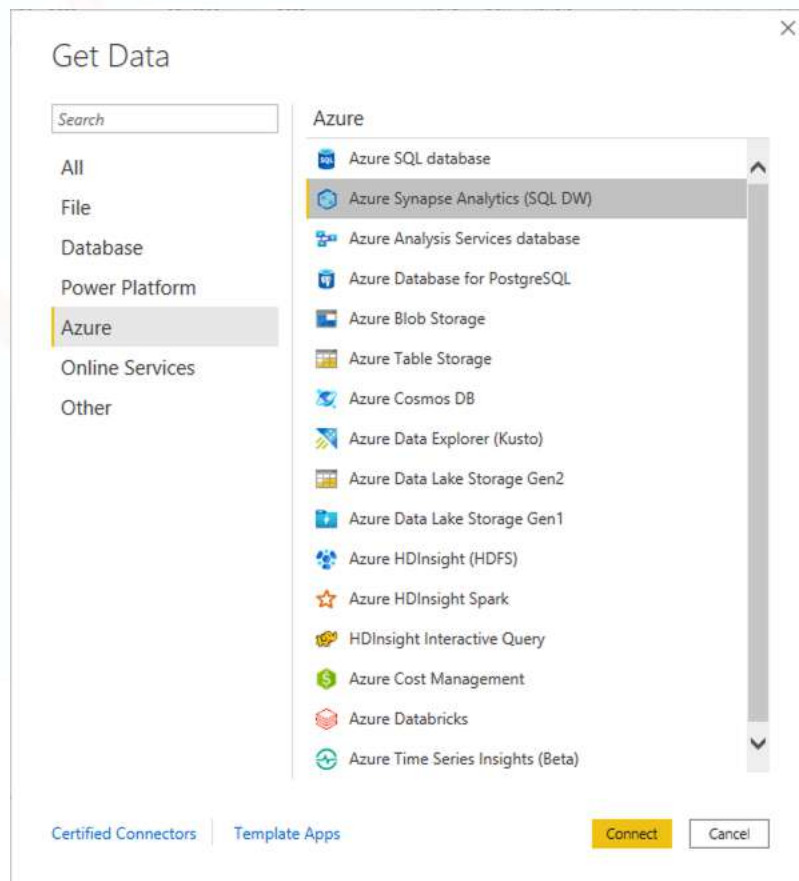 Get Data
Search
All
File
Database
Power Platform
Azure
Online Services
Other
Azure
Azure SQL database
Azure Synapse Analytics (SQL DW)
Azure Analysis Services database
Azure Database for PostgreSQL
Azure Blob Storage
Azure Table Storage
Azure Cosmos DB
Azure Data Explorer (Kusto)
Azure Data Lake Storage Gen2
Azure Data Lake Storage Gen1
Azure HDInsight (HDFS)
Azure HDInsight Spark
HDInsight Interactive Query
Azure Cost Management
Azure Databricks
Azure Time Series Insights (Beta)
Certified Connectors
Template Apps
Connect
Cancel